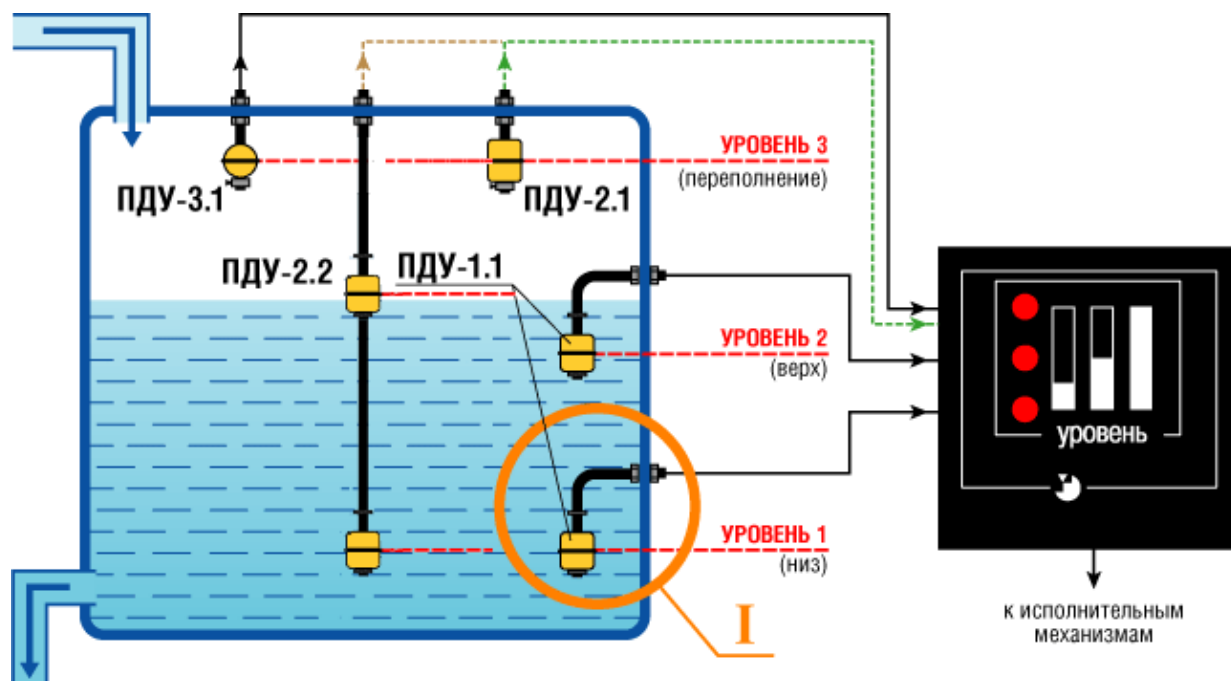 УРОВЕНЬ 3
(переполнение)
ПДУ-3.1
ПДУ-2.1
ПДУ-2.2
ПДУ-1.1
УРОВЕНЬ 2
(верх)
уровень
УРОВЕНЬ 1
(низ)
I
к исполнительным
механизмам